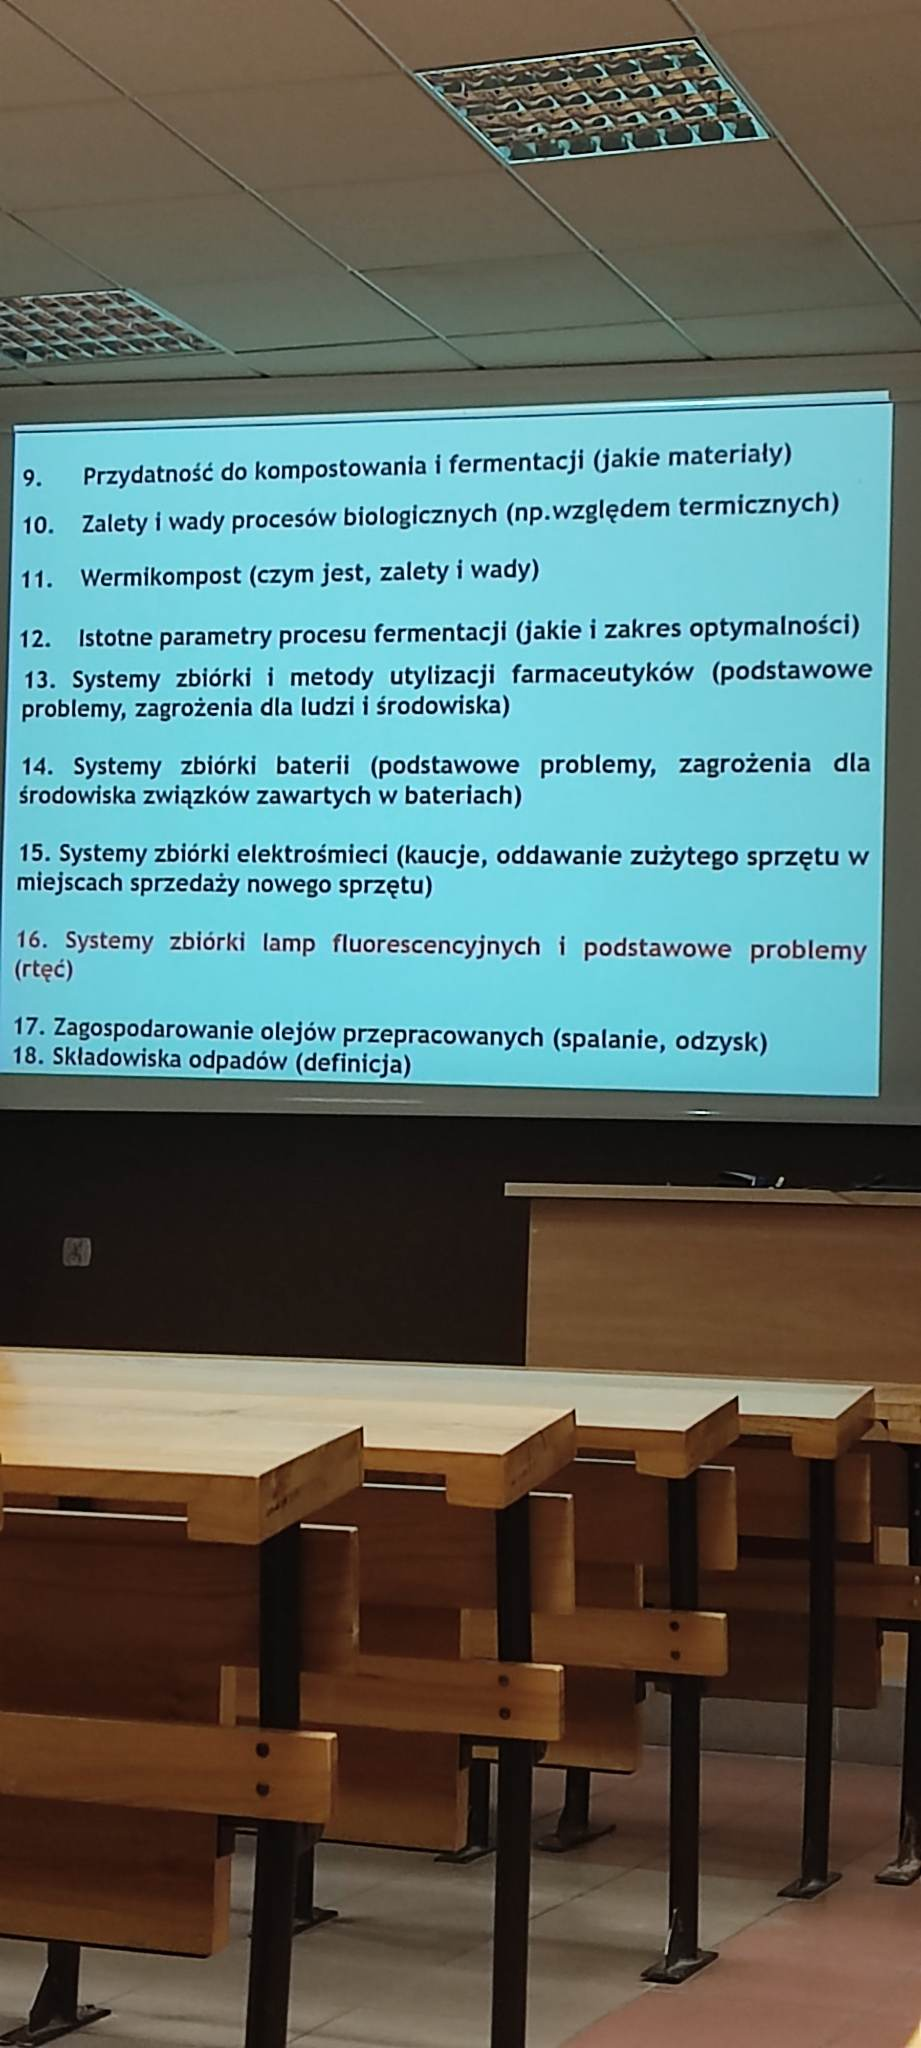 9. Przydatność do kompostowania i fermentacji (jakie materiały)
10. Zalety i wady procesów biologicznych (np.względem termicznych)
11. Wermikompost (czym jest, zalety i wady)
12. Istotne parametry procesu fermentacji (jakie i zakres optymalności)
13. Systemy zbiórki i metody utylizacji farmaceutyków (podstawowe
problemy, zagrożenia dla ludzi i środowiska)
14. Systemy zbiórki baterii (podstawowe problemy, zagrożenia dla
środowiska związków zawartych w bateriach)
15. Systemy zbiórki elektrośmieci (kaucje, oddawanie zużytego sprzętu w
miejscach sprzedaży nowego sprzętu)
16. Systemy zbiórki lamp fluorescencyjnych i podstawowe problemy
(rtęć)
17. Zagospodarowanie olejów przepracowanych (spalanie, odzysk)
18. Składowiska odpadów (definicja)